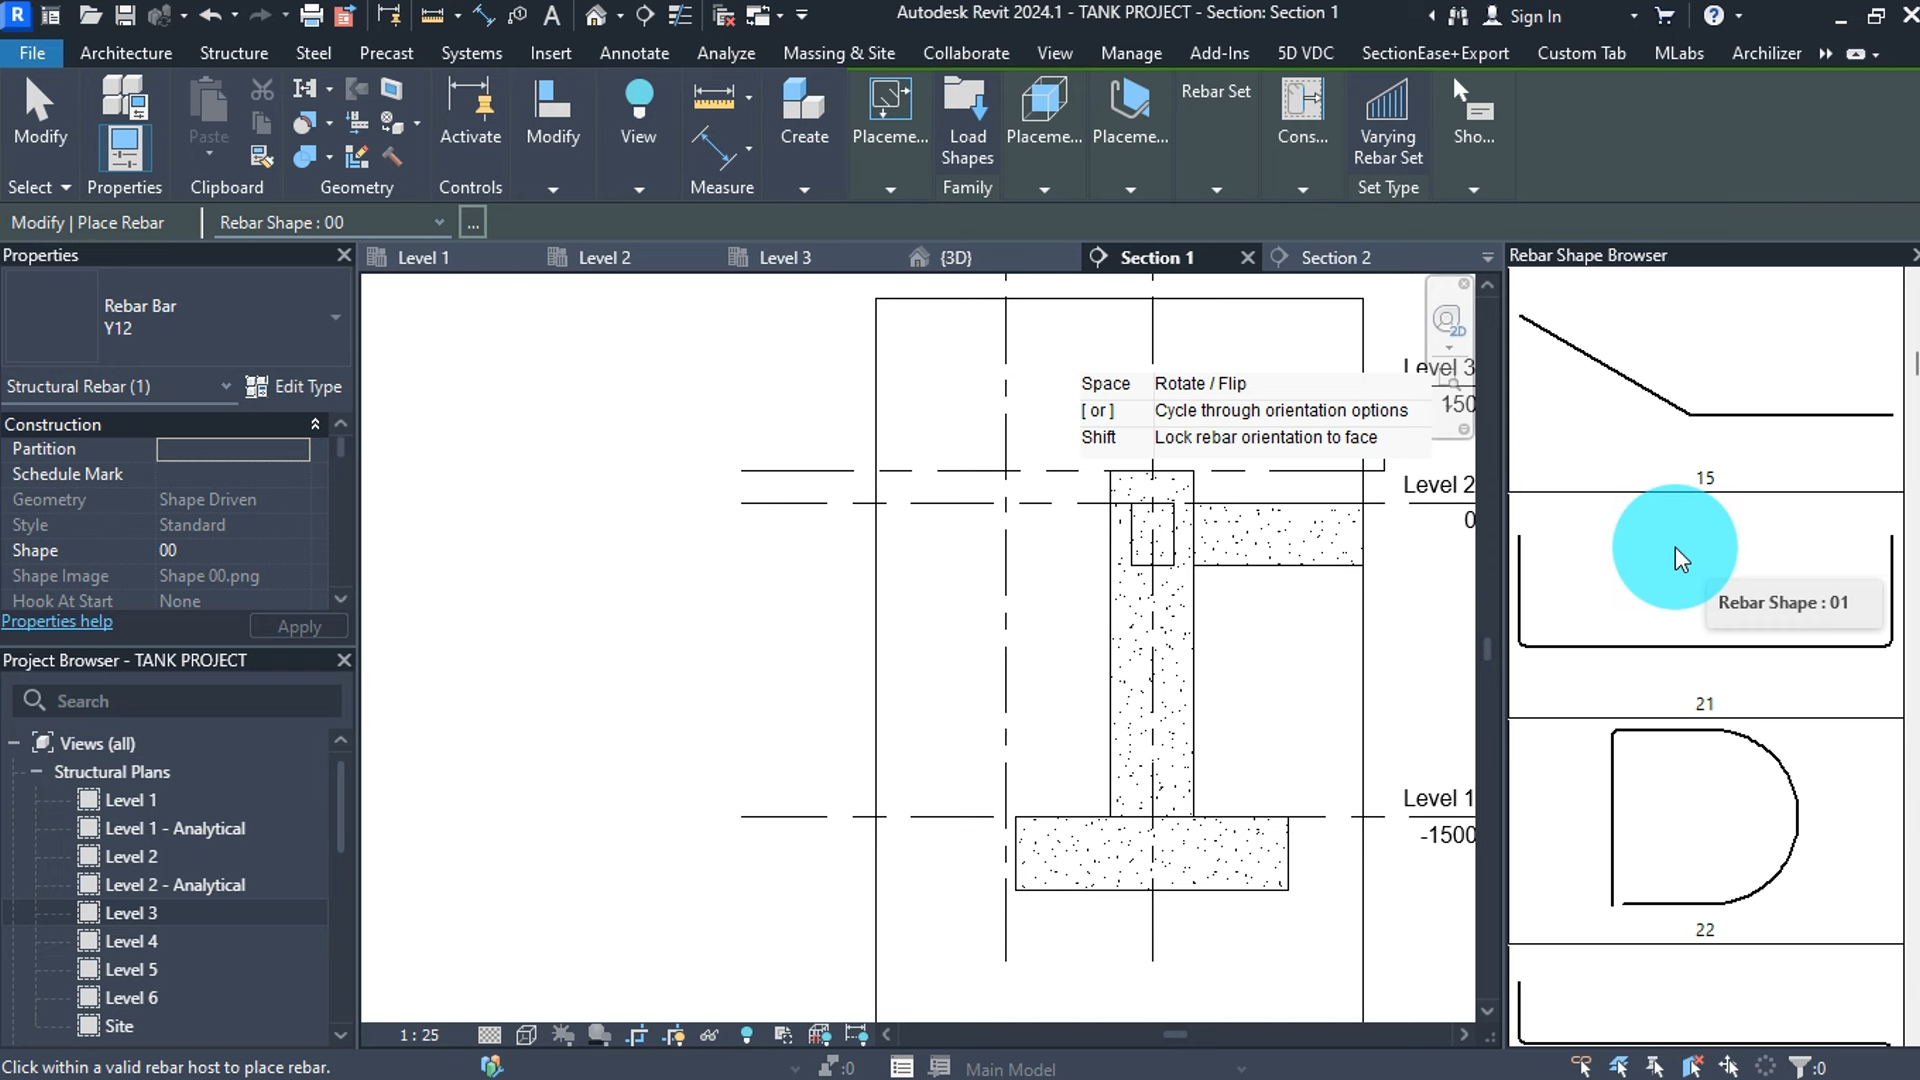 Autodesk Revit 2024.1 - TANK PROJECT - Section: Section 1
Sign In
File Architecture Structure Steel Precast Systems Insert Annotate Analyze Massing & Site Collaborate View Manage Add-Ins 5D VDC SectionEase+Export Custom Tab MLabs Archilizer
Modify Paste Activate Modify View Create Placeme... Load Shapes Placeme... Placeme... Rebar Set Cons... Varying Rebar Set Sho...
Select Properties Clipboard Geometry Controls Measure Family Set Type
Modify | Place Rebar Rebar Shape : 00 ...
Properties
Rebar Bar
Y12
Structural Rebar (1) Edit Type
Construction
Partition
Schedule Mark
Geometry Shape Driven
Style Standard
Shape 00
Shape Image Shape 00.png
Hook At Start None
Properties help Apply
Project Browser - TANK PROJECT
Search
Views (all)
Structural Plans
Level 1
Level 1 - Analytical
Level 2
Level 2 - Analytical
Level 3
Level 4
Level 5
Level 6
Site
Level 1 Level 2 Level 3 {3D} Section 1 Section 2
2D
Space Rotate / Flip
[ or ] Cycle through orientation options
Shift Lock rebar orientation to face
Level 3
150
Level 2
0
Level 1
-1500
Rebar Shape Browser
15
Rebar Shape : 01
21
22
1 : 25
Click within a valid rebar host to place rebar.
:0
Main Model
:0